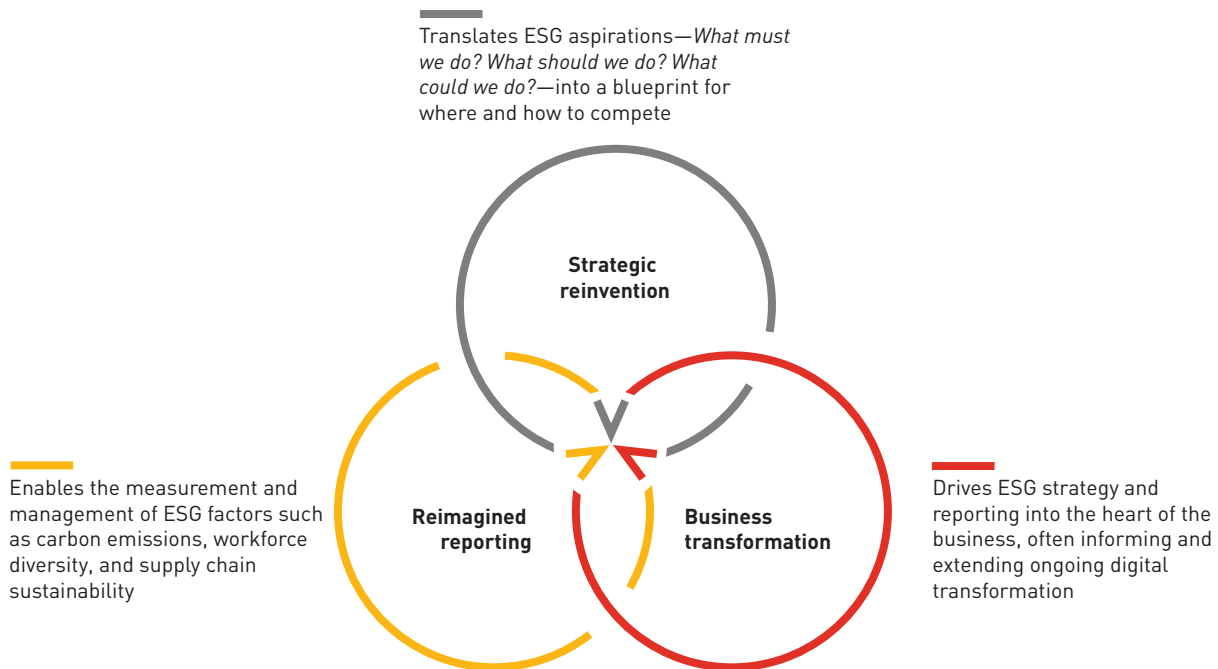 Translates ESG aspirations—What must
we do? What should we do? What
could we do?—into a blueprint for
where and how to compete
Strategic
reinvention
Enables the measurement and
management of ESG factors such
as carbon emissions, workforce
diversity, and supply chain
sustainability
Reimagined
reporting
Business
transformation
Drives ESG strategy and
reporting into the heart of the
business, often informing and
extending ongoing digital
transformation